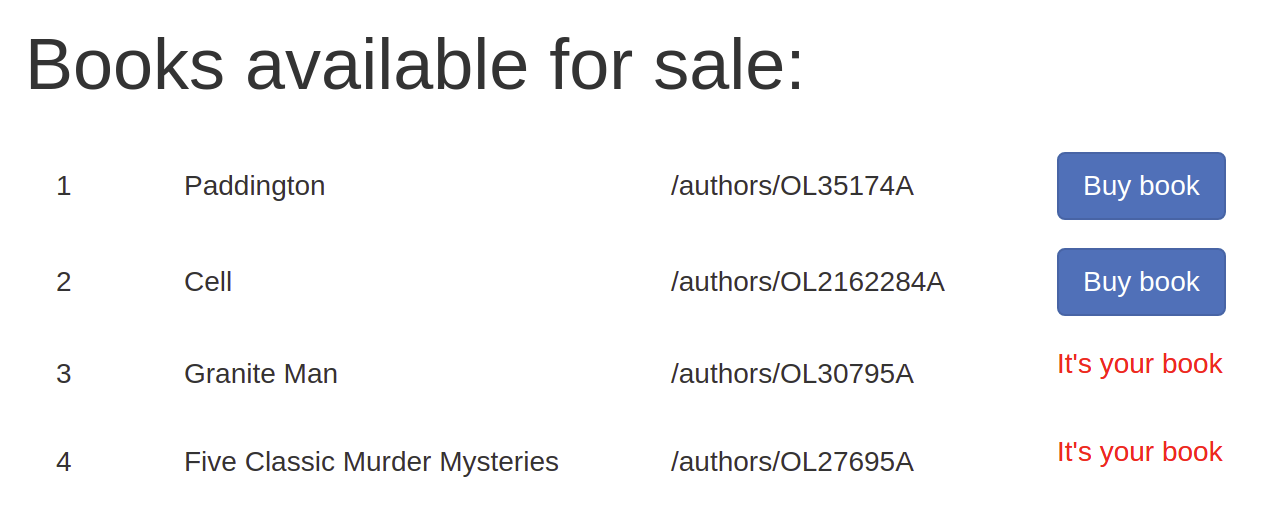 Books available for sale:
1 Paddington /authors/OL35174A Buy book
2 Cell /authors/OL2162284A Buy book
3 Granite Man /authors/OL30795A It's your book
4 Five Classic Murder Mysteries /authors/OL27695A It's your book